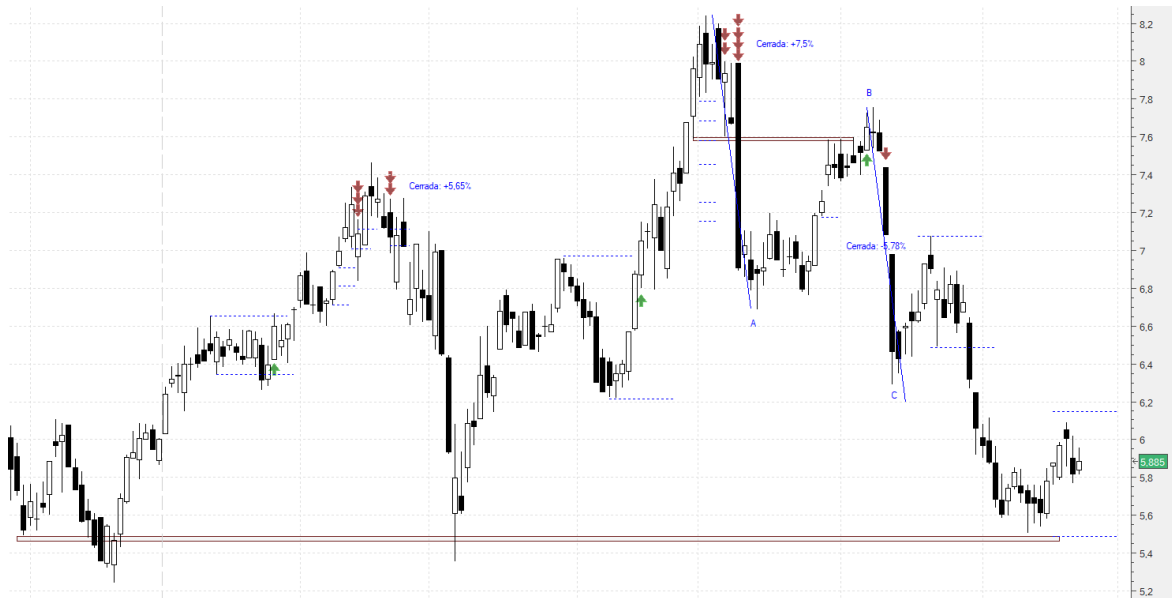 8,2
Cerrada: +7,5%
8
B
7,8
7,6
7,4
Cerrada: +5,65%
7,2
Cerrada: -5,78%
7
6,8
A
6,6
6,4
C
6,2
6
5,885
5,8
5,6
5,4
5,2